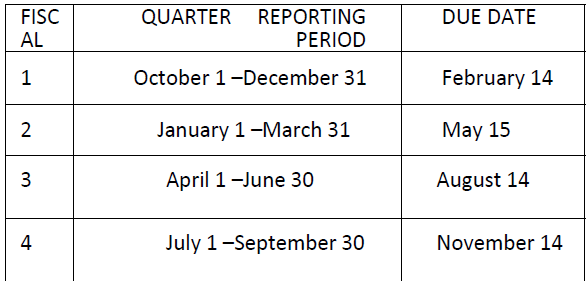 FISC QUARTER REPORTING DUE DATE
AL PERIOD
1 October 1 –December 31 February 14
2 January 1 –March 31 May 15
3 April 1 –June 30 August 14
4 July 1 –September 30 November 14